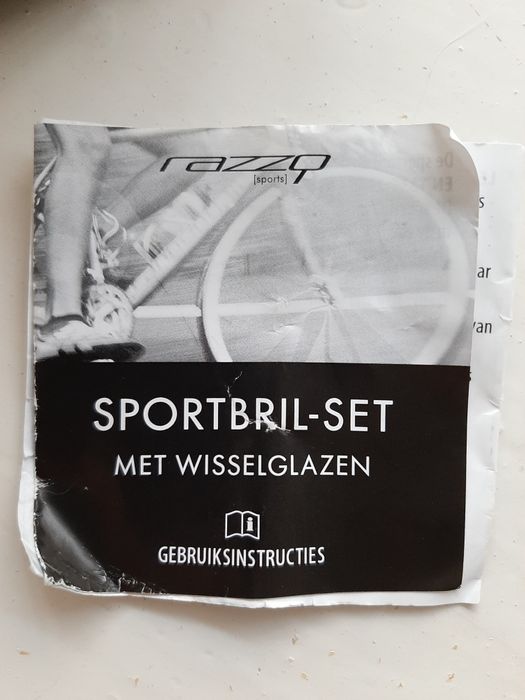 razzo
[sports]
SPORTBRIL-SET
MET WISSELGLAZEN
GEBRUIKSINSTRUCTIES